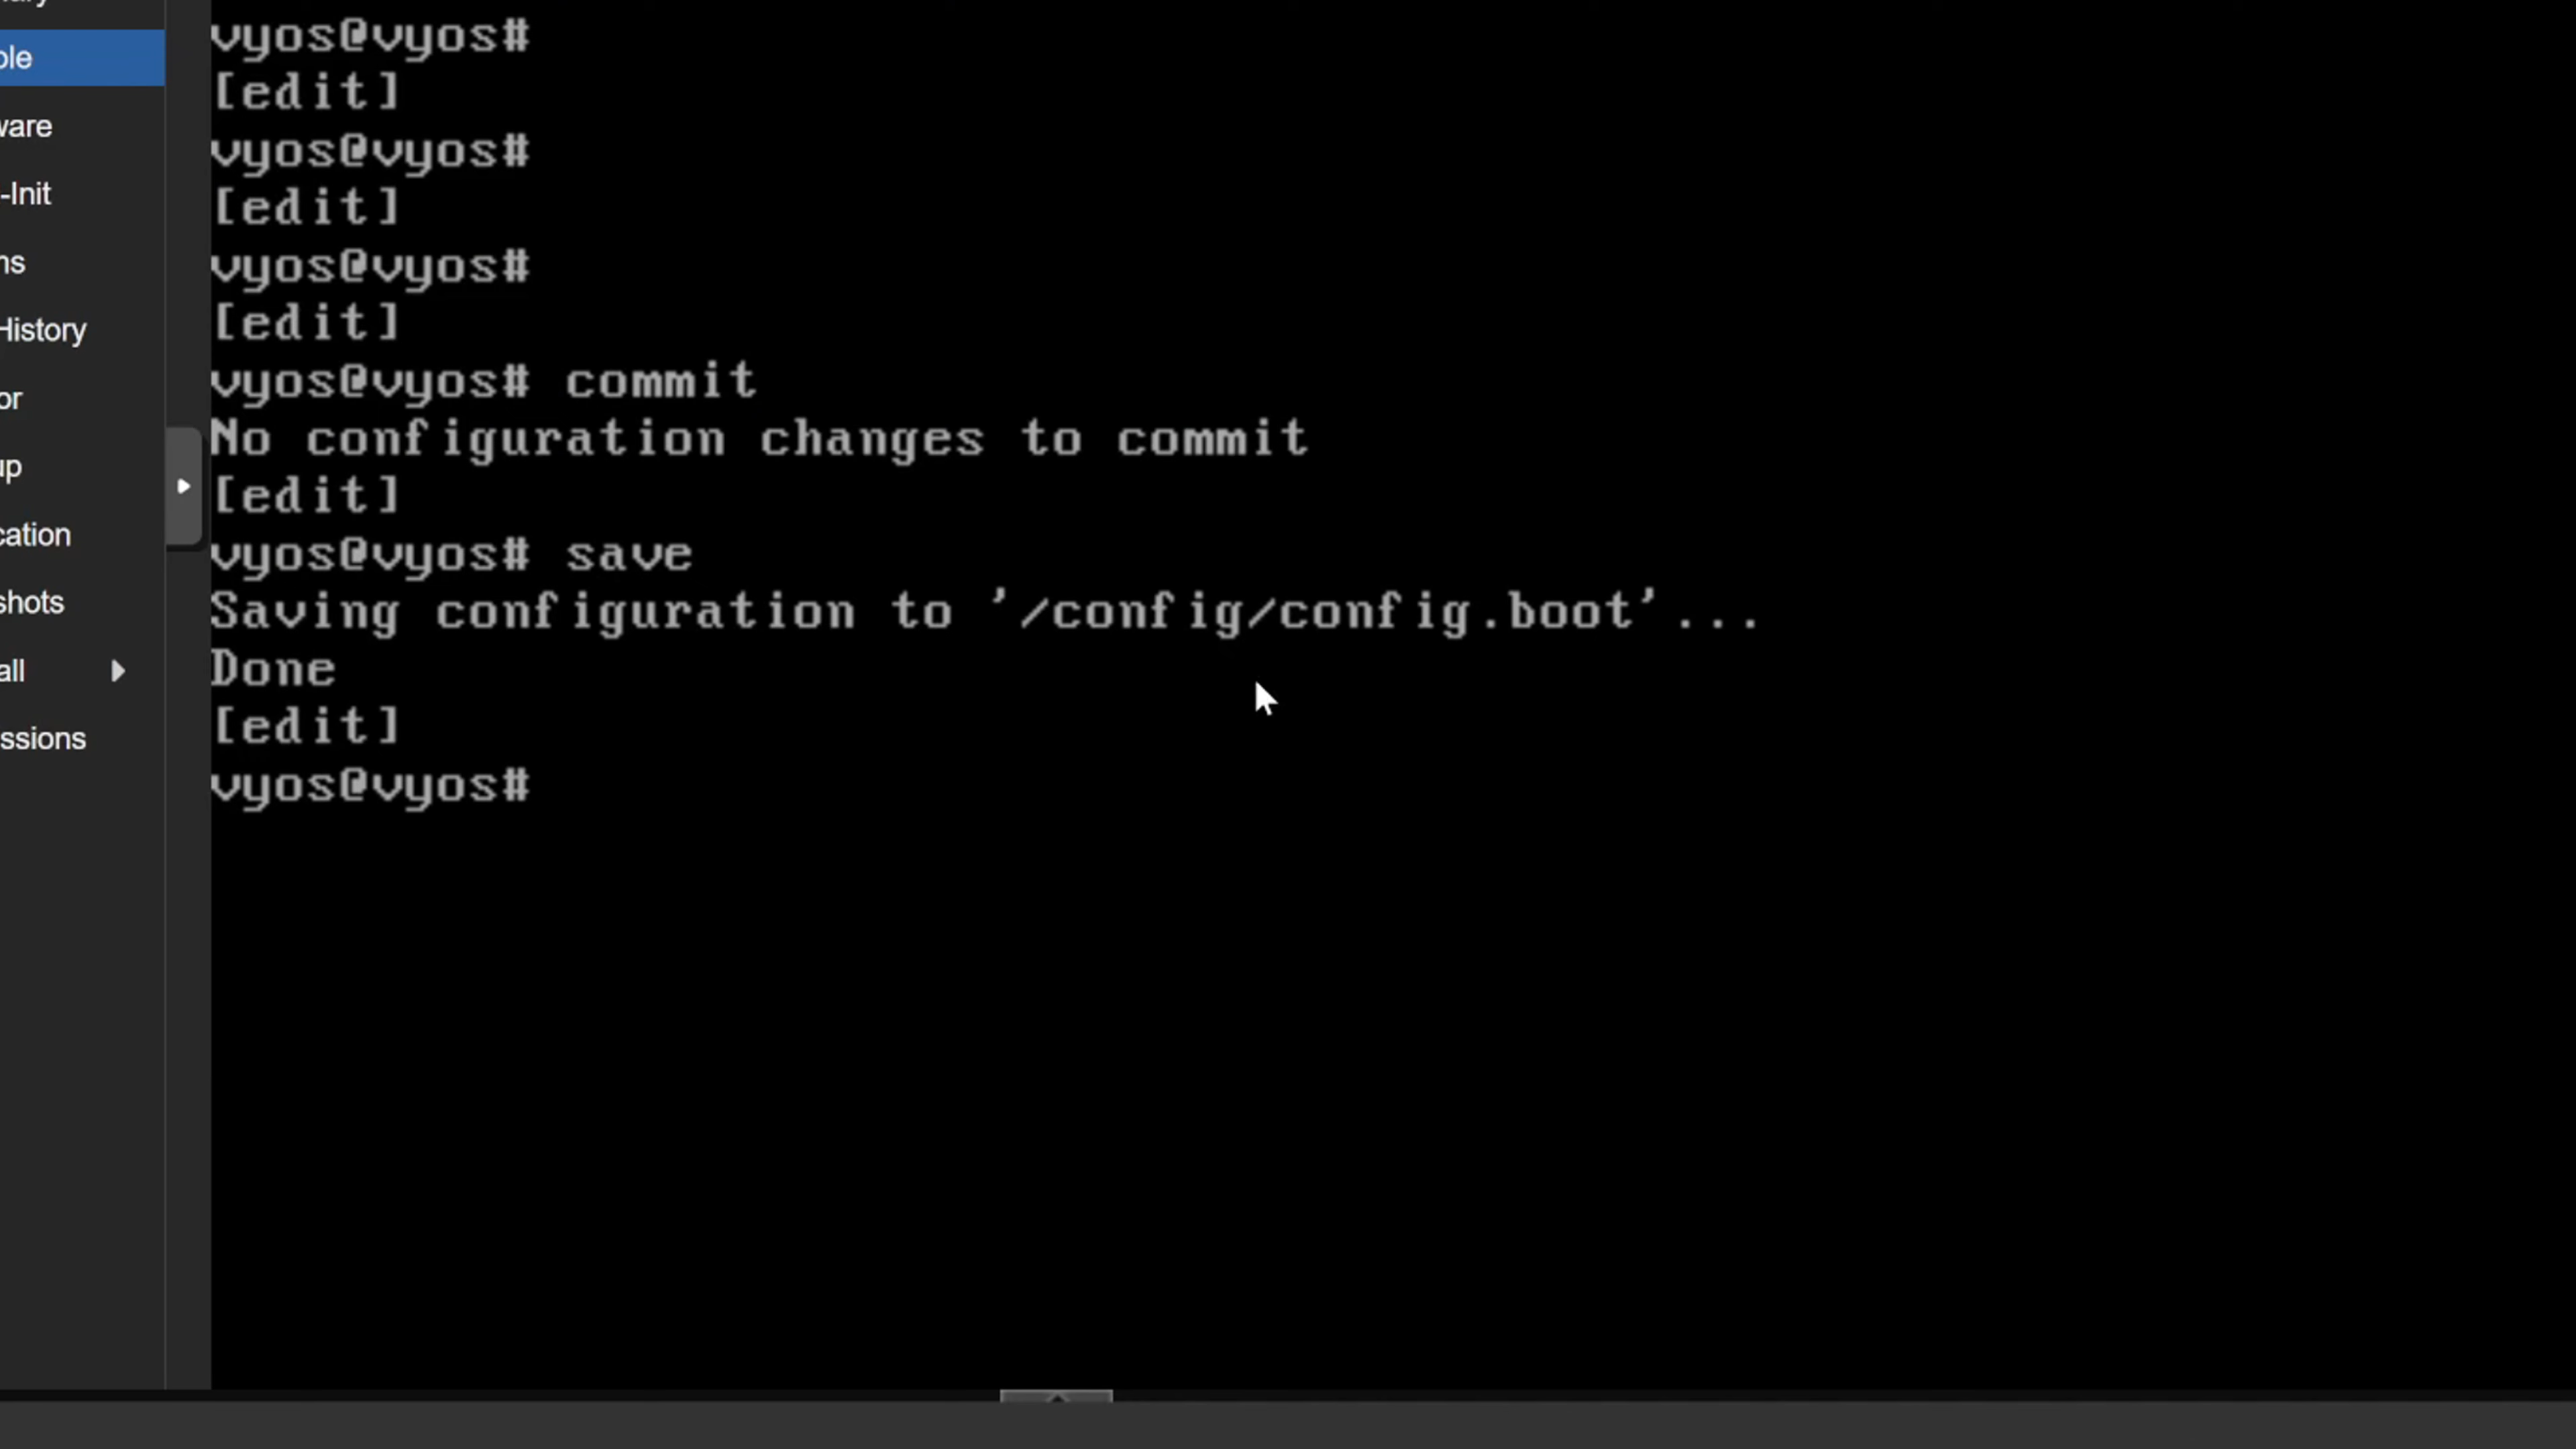 ble
ware
-Init
ns
History
or
up
cation
shots
all
ssions
vyos@vyos#
[edit]
vyos@vyos#
[edit]
vyos@vyos#
[edit]
vyos@vyos# commit
No configuration changes to commit
[edit]
vyos@vyos# save
Saving configuration to '/config/config.boot'...
Done
[edit]
vyos@vyos#